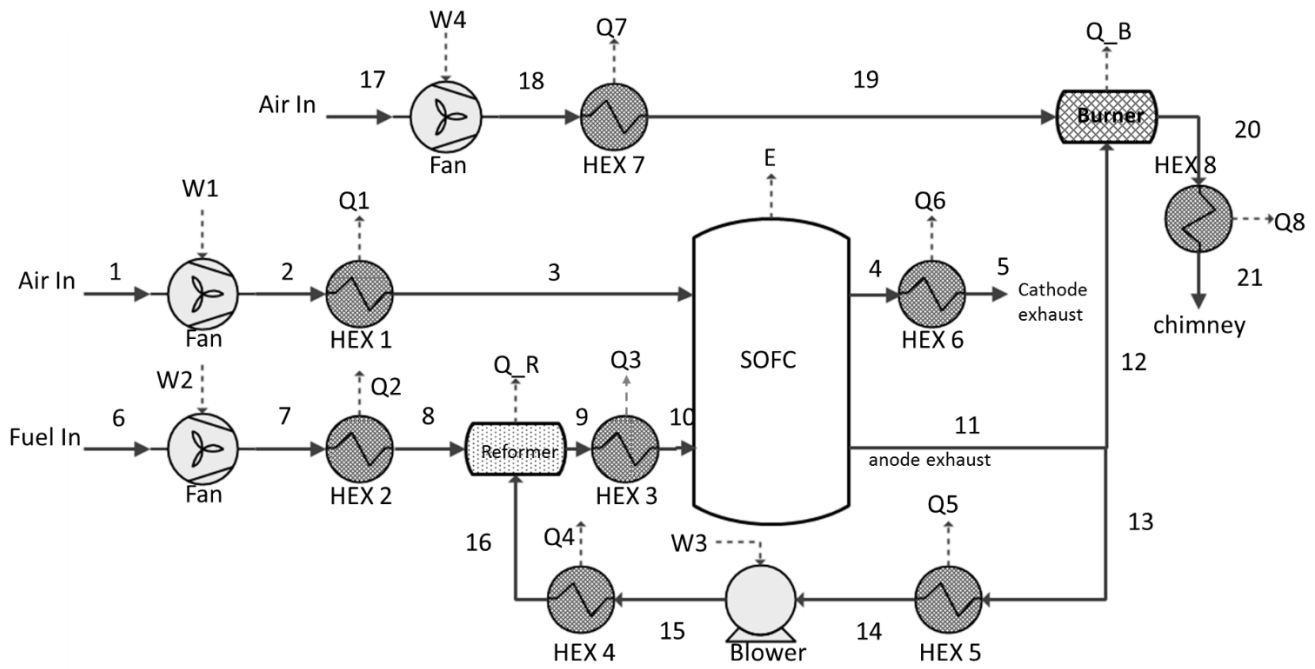 W4
Q7
Q_B
17
18
19
Air In
Burner
20
Fan
HEX 7
HEX 8
E
W1
Q1
Q6
Q8
Air In
1
2
3
4
5
21
Cathode
exhaust
chimney
Fan
HEX 1
HEX 6
SOFC
W2
Q2
Q_R
Q3
12
Fuel In
6
7
8
9
10
11
Reformer
anode exhaust
Fan
HEX 2
HEX 3
13
16
Q4
W3
Q5
15
14
HEX 4
Blower
HEX 5